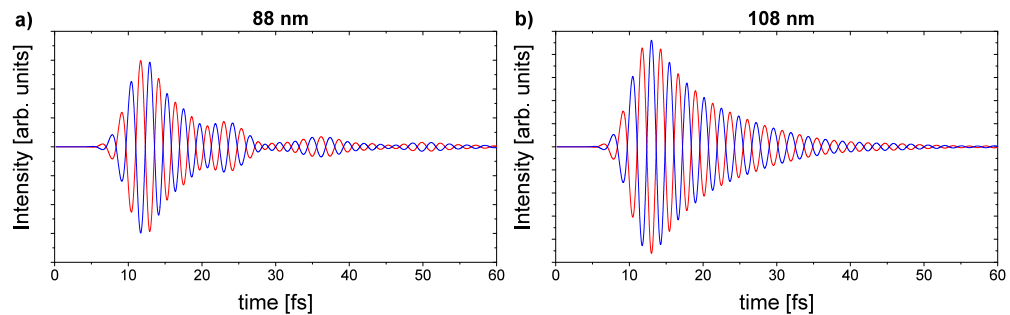 a) 88 nm
Intensity [arb. units]
0 10 20 30 40 50 60
time [fs]
b) 108 nm
Intensity [arb. units]
0 10 20 30 40 50 60
time [fs]